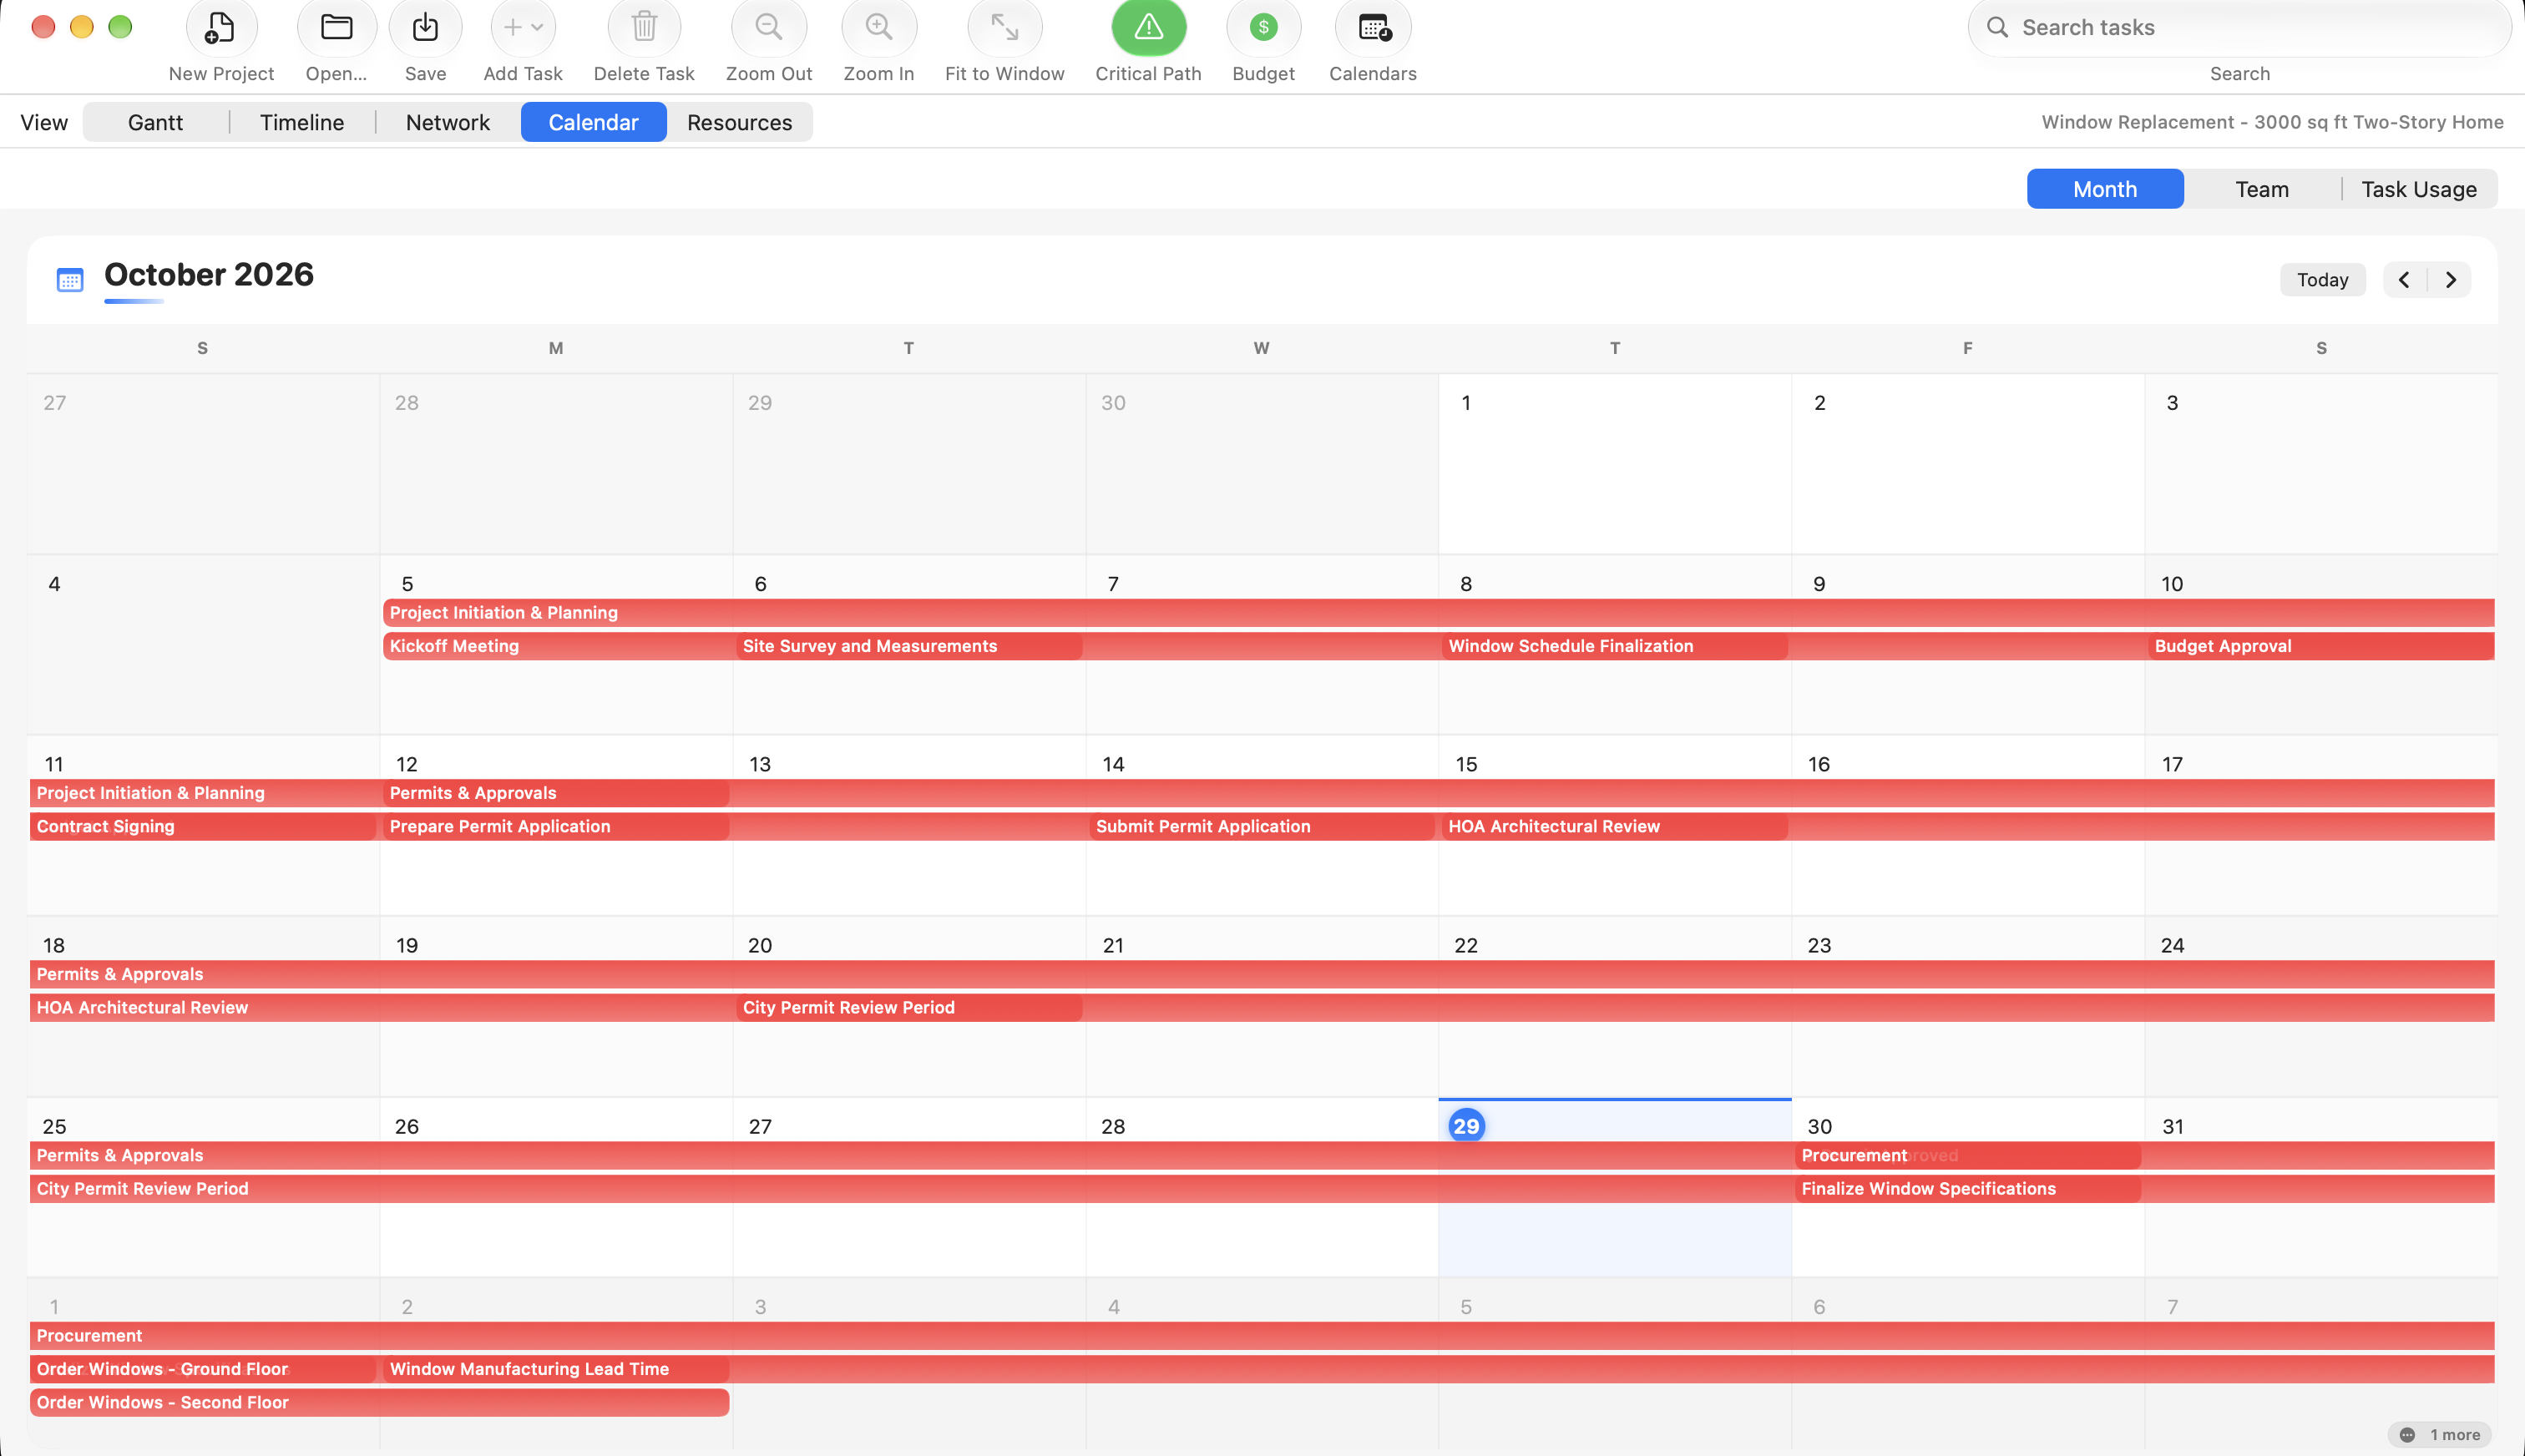 New Project
Open...
Save
Add Task
Delete Task
Zoom Out
Zoom In
Fit to Window
Critical Path
$
Budget
Calendars
Search tasks
Search
View
Gantt
Timeline
Network
Calendar
Resources
Window Replacement - 3000 sq ft Two-Story Home
Month
Team
Task Usage
October 2026
Today
S M T W T F S
27 28 29 30 1 2 3
4 5 6 7 8 9 10
Project Initiation & Planning
Kickoff Meeting
Site Survey and Measurements
Window Schedule Finalization
Budget Approval
11 12 13 14 15 16 17
Project Initiation & Planning
Permits & Approvals
Contract Signing
Prepare Permit Application
Submit Permit Application
HOA Architectural Review
18 19 20 21 22 23 24
Permits & Approvals
HOA Architectural Review
City Permit Review Period
25 26 27 28 29 30 31
Permits & Approvals
Procurement
City Permit Review Period
Finalize Window Specifications
1 2 3 4 5 6 7
Procurement
Order Windows - Ground Floor
Window Manufacturing Lead Time
Order Windows - Second Floor
1 more